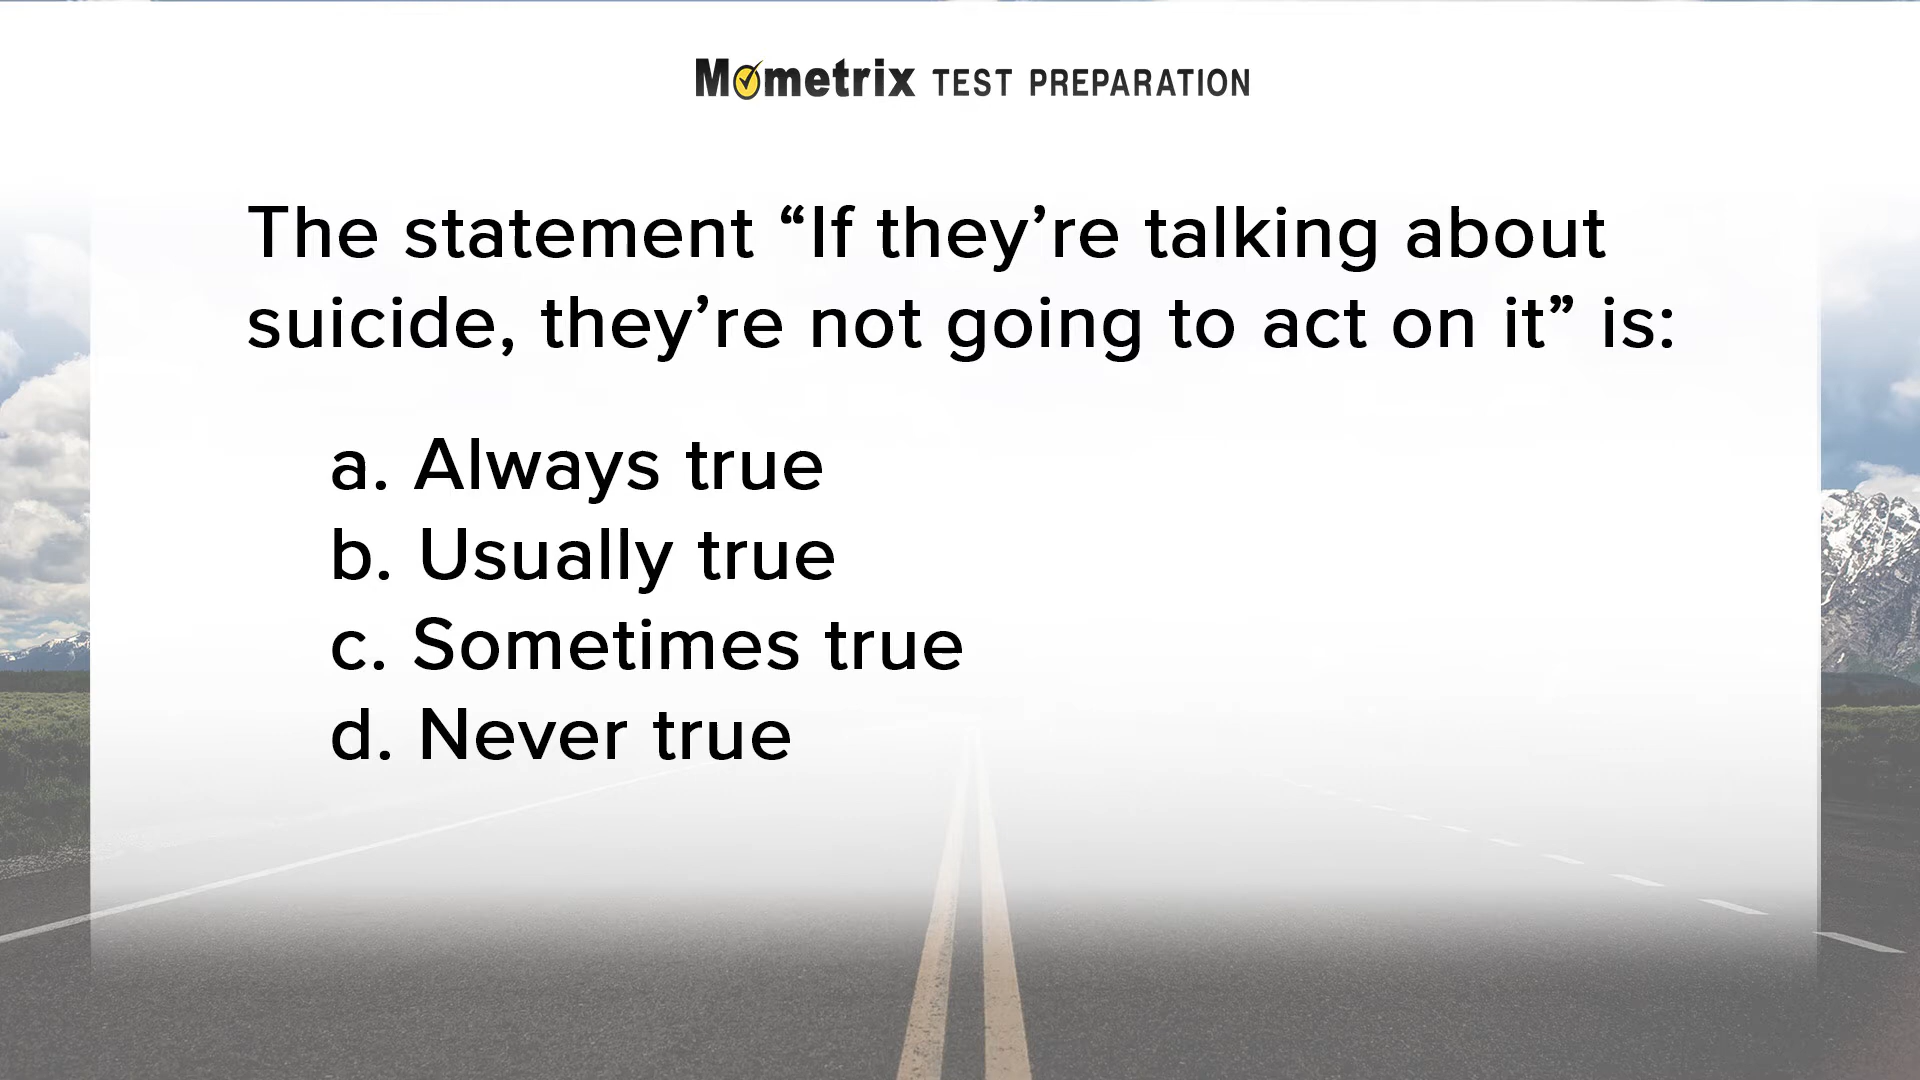 Mometrix TEST PREPARATION
The statement “If they’re talking about
suicide, they’re not going to act on it” is:
a. Always true
b. Usually true
c. Sometimes true
d. Never true